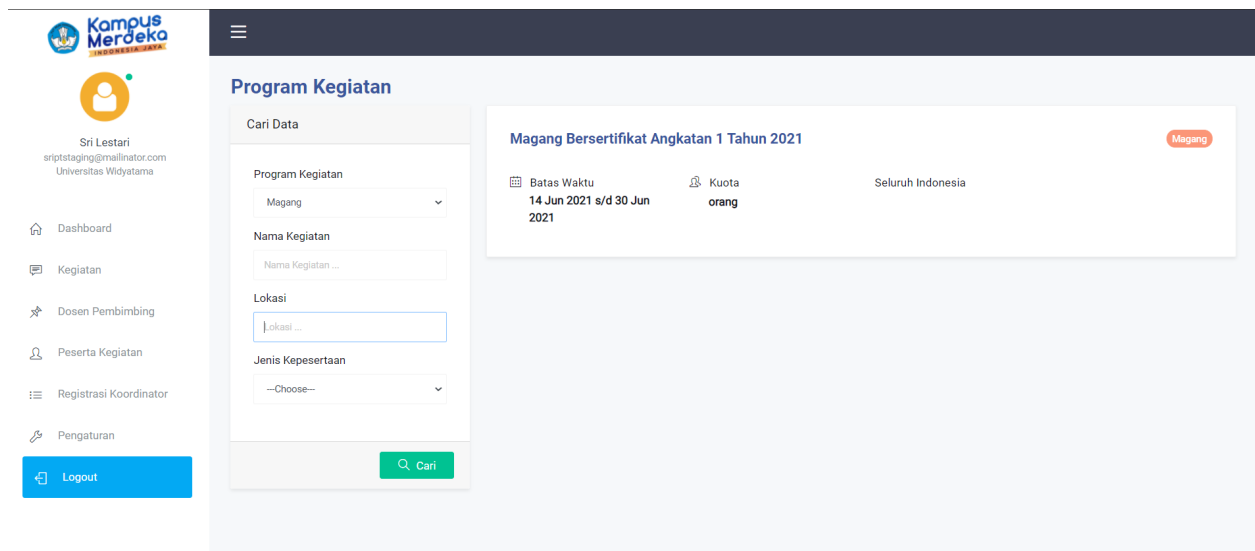 Kampus
Merdeka
INDONESIA JAYA
Sri Lestari
sriptstaging@mailinator.com
Universitas Widyatama
Dashboard
Kegiatan
Dosen Pembimbing
Peserta Kegiatan
Registrasi Koordinator
Pengaturan
Logout
Program Kegiatan
Cari Data
Program Kegiatan
Magang
Nama Kegiatan
Nama Kegiatan ...
Lokasi
Lokasi ...
Jenis Kepesertaan
---Choose---
Cari
Magang Bersertifikat Angkatan 1 Tahun 2021
Magang
Batas Waktu
14 Jun 2021 s/d 30 Jun
2021
Kuota
orang
Seluruh Indonesia